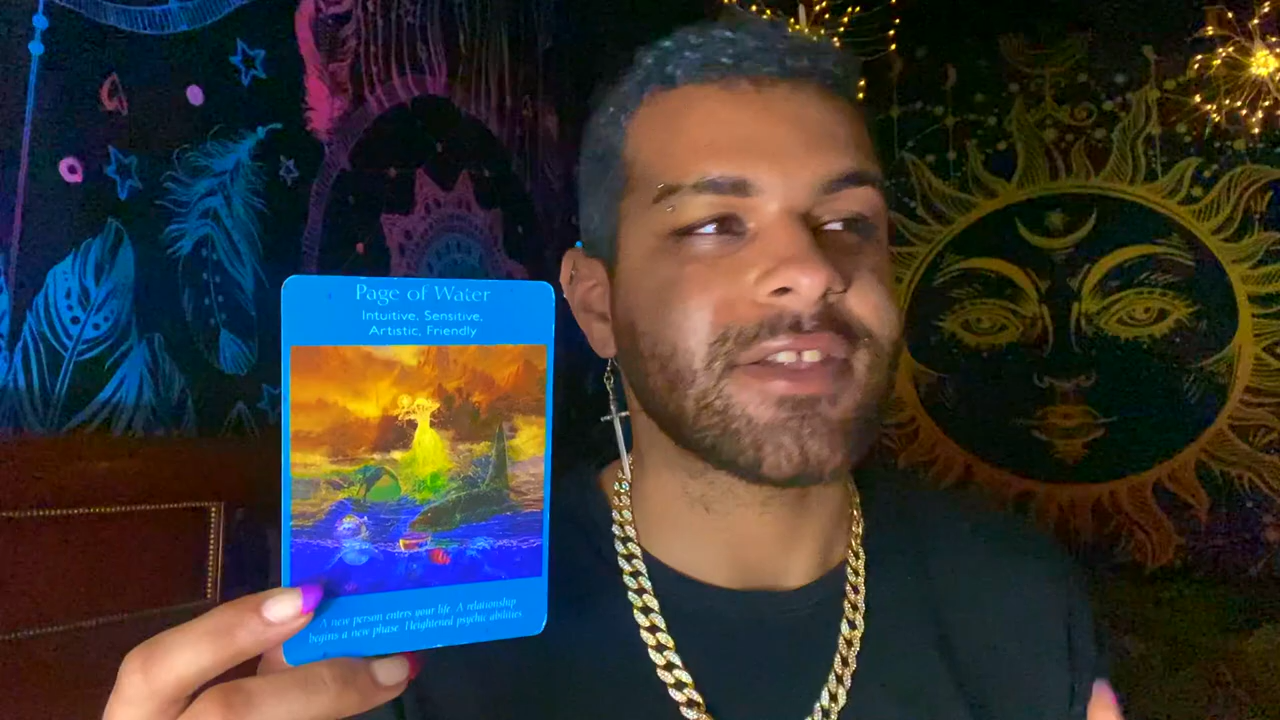 Page of Water
Intuitive, Sensitive,
Artistic, Friendly
A new person enters your life. A relationship
begins a new phase. Heightened psychic abilities